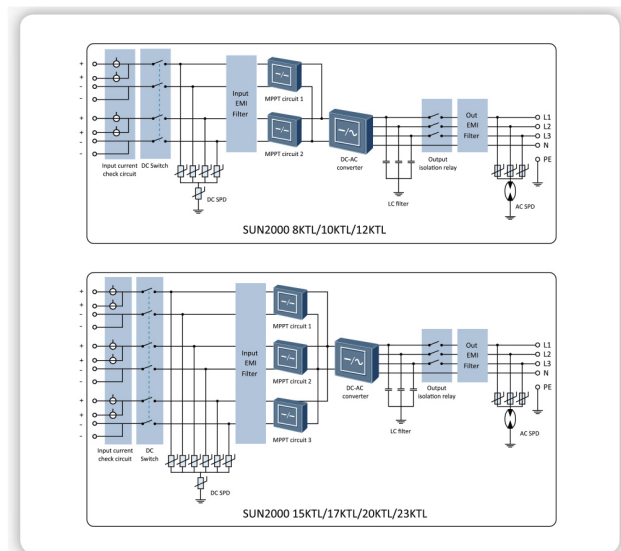 +
+
-
-
+
+
-
-
Input current
check circuit
DC Switch
DC SPD
Input
EMI
Filter
MPPT circuit 1
MPPT circuit 2
DC-AC
converter
LC filter
Output
isolation relay
Out
EMI
Filter
L1
L2
L3
N
PE
AC SPD
SUN2000 8KTL/10KTL/12KTL
+
+
-
-
+
+
-
-
+
+
-
-
Input current
check circuit
DC
Switch
DC SPD
Input
EMI
Filter
MPPT circuit 1
MPPT circuit 2
MPPT circuit 3
DC-AC
converter
LC filter
Output
isolation relay
Out
EMI
Filter
L1
L2
L3
N
PE
AC SPD
SUN2000 15KTL/17KTL/20KTL/23KTL